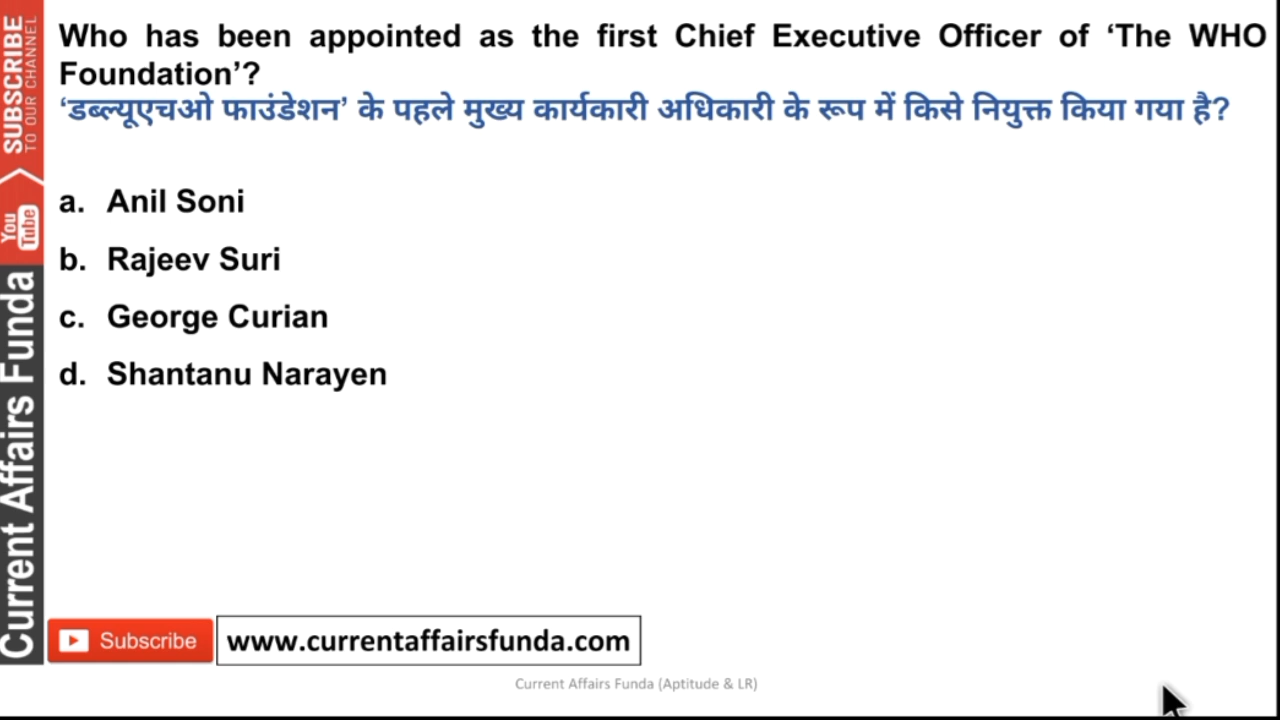 Who has been appointed as the first Chief Executive Officer of ‘The WHO
Foundation’?
‘डब्ल्यूएचओ फाउंडेशन’ के पहले मुख्य कार्यकारी अधिकारी के रूप में किसे नियुक्त किया गया है?
a. Anil Soni
b. Rajeev Suri
c. George Curian
d. Shantanu Narayen
SUBSCRIBE
TO OUR CHANNEL
You
Tube
Current Affairs Funda
Subscribe
www.currentaffairsfunda.com
Current Affairs Funda (Aptitude & LR)